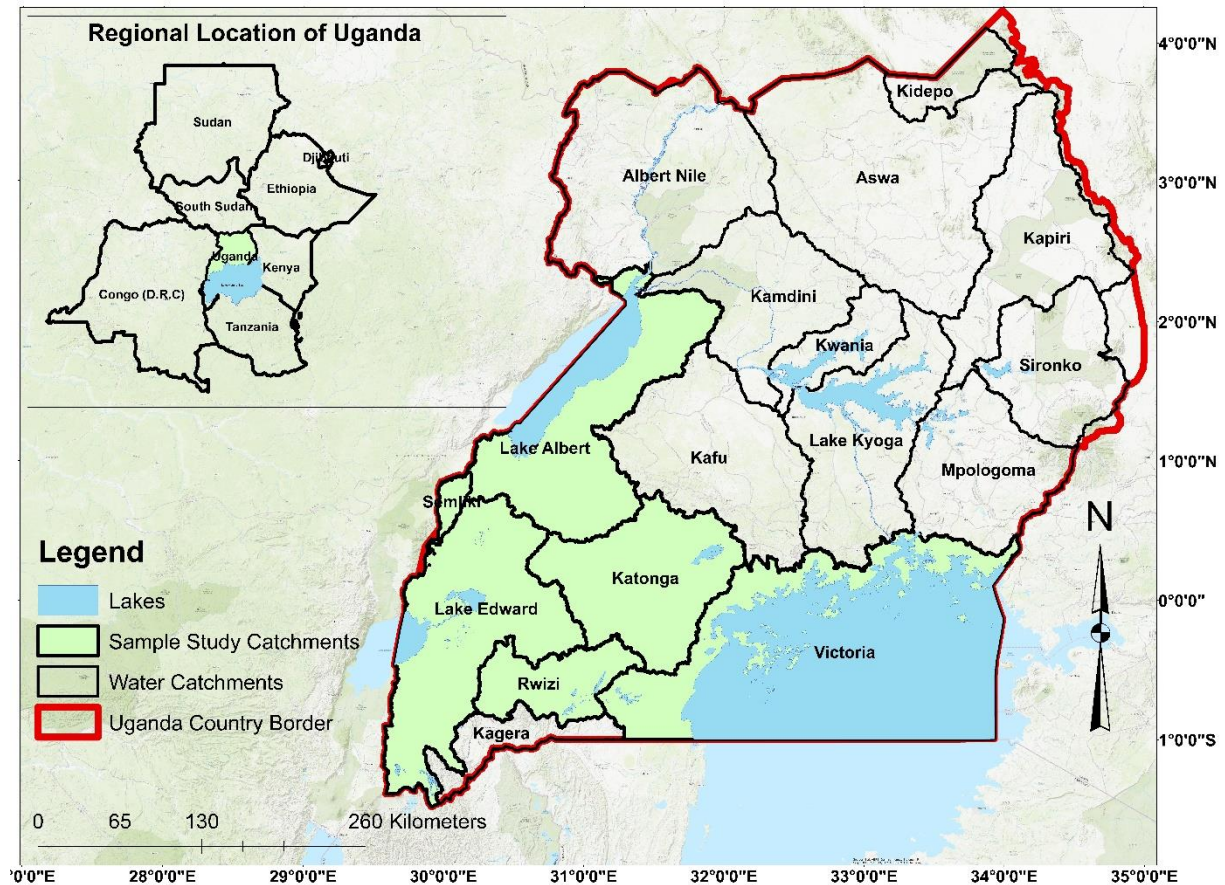 Regional Location of Uganda
Sudan
Djibouti
Ethiopia
South Sudan
Uganda
Kenya
Congo (D.R.C)
Tanzania
4°0'0"N
3°0'0"N
2°0'0"N
1°0'0"N
0°0'0"
1°0'0"S
Kidepo
Albert Nile
Aswa
Kapiri
Kamdini
Kwania
Sironko
Lake Albert
Kafu
Lake Kyoga
Mpologoma
Semliki
Katonga
Lake Edward
Victoria
Rwizi
Kagera
N
Legend
Lakes
Sample Study Catchments
Water Catchments
Uganda Country Border
0 65 130 260 Kilometers
°0'0"E 28°0'0"E 29°0'0"E 30°0'0"E 31°0'0"E 32°0'0"E 33°0'0"E 34°0'0"E 35°0'0"E